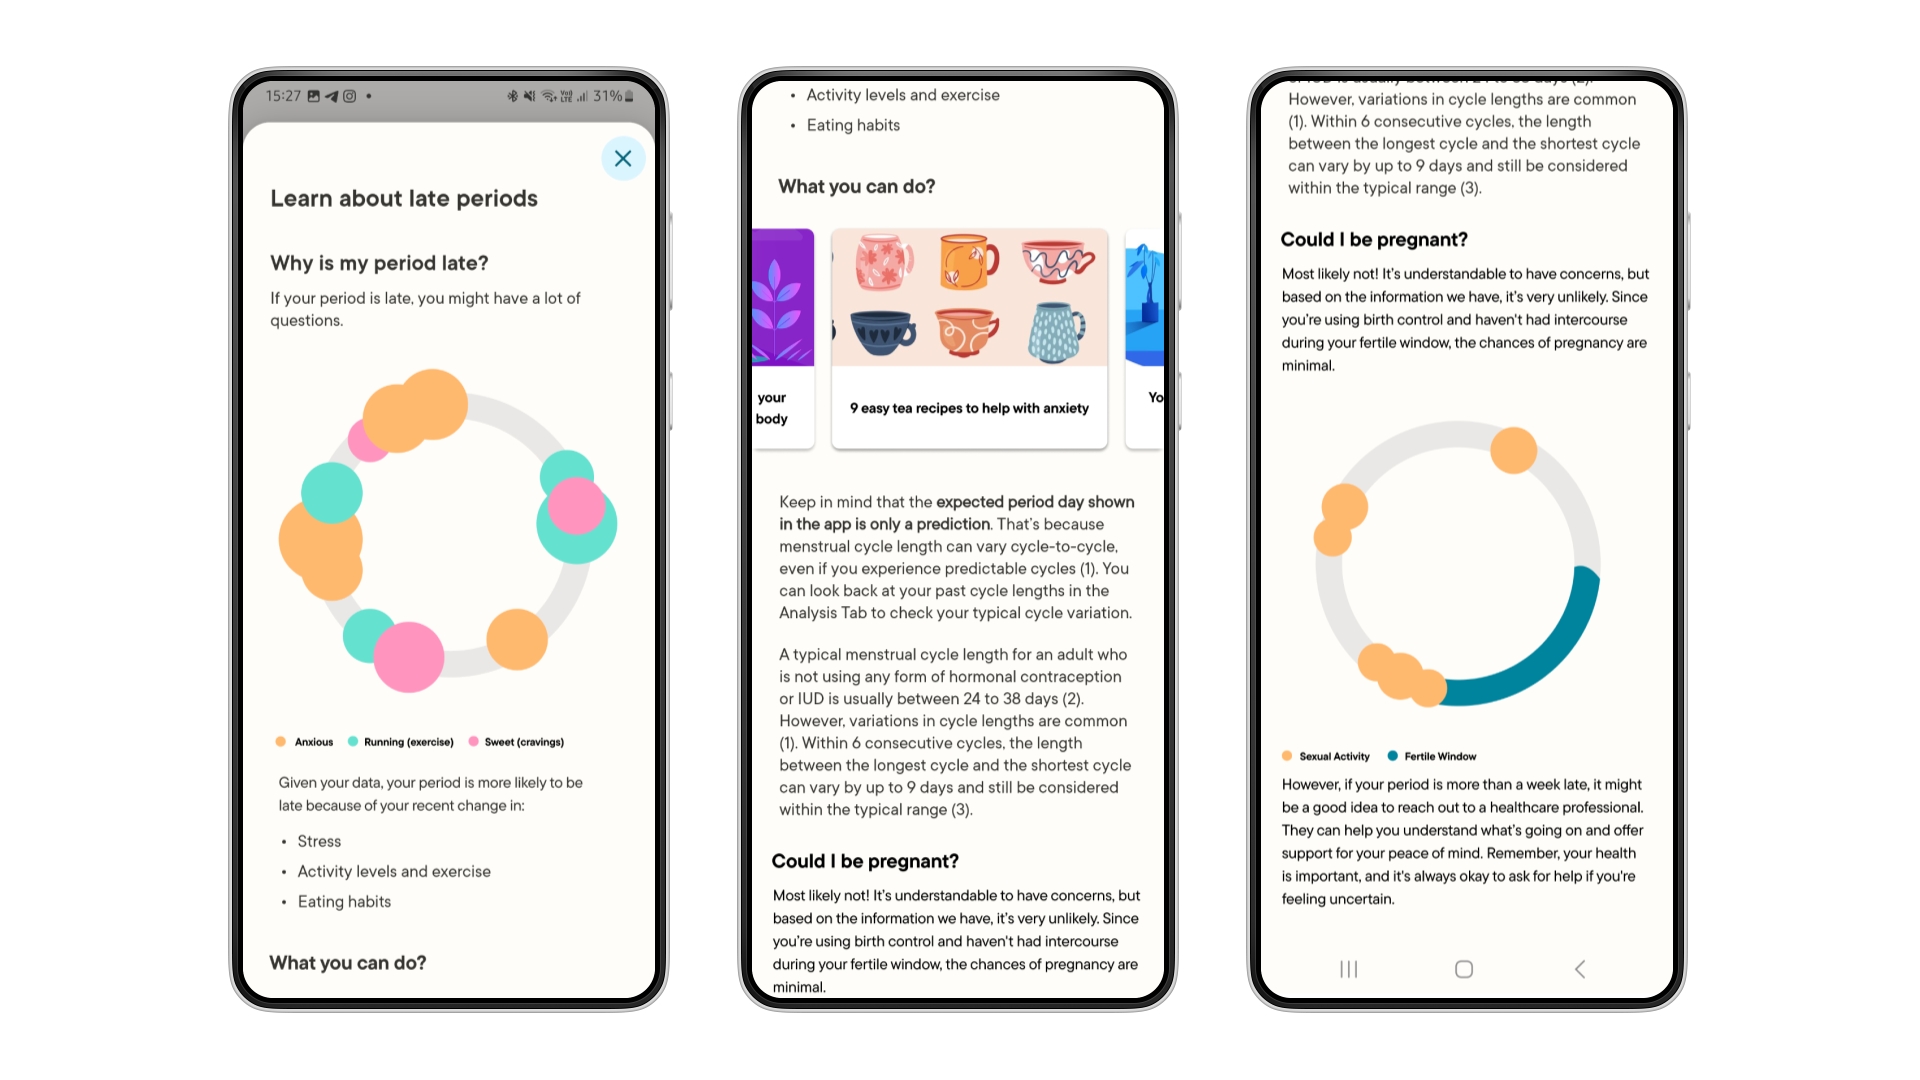 15:27
31%
Learn about late periods
Why is my period late?
If your period is late, you might have a lot of
questions.
Anxious
Running (exercise)
Sweet (cravings)
Given your data, your period is more likely to be
late because of your recent change in:
• Stress
• Activity levels and exercise
• Eating habits
What you can do?
• Activity levels and exercise
• Eating habits
What you can do?
your
body
9 easy tea recipes to help with anxiety
Yo
Keep in mind that the expected period day shown
in the app is only a prediction. That's because
menstrual cycle length can vary cycle-to-cycle,
even if you experience predictable cycles (1). You
can look back at your past cycle lengths in the
Analysis Tab to check your typical cycle variation.
A typical menstrual cycle length for an adult who
is not using any form of hormonal contraception
or IUD is usually between 24 to 38 days (2).
However, variations in cycle lengths are common
(1). Within 6 consecutive cycles, the length
between the longest cycle and the shortest cycle
can vary by up to 9 days and still be considered
within the typical range (3).
Could I be pregnant?
Most likely not! It's understandable to have concerns, but
based on the information we have, it's very unlikely. Since
you're using birth control and haven't had intercourse
during your fertile window, the chances of pregnancy are
minimal.
or IUD is usually between 24 to 38 days (2).
However, variations in cycle lengths are common
(1). Within 6 consecutive cycles, the length
between the longest cycle and the shortest cycle
can vary by up to 9 days and still be considered
within the typical range (3).
Could I be pregnant?
Most likely not! It's understandable to have concerns, but
based on the information we have, it's very unlikely. Since
you're using birth control and haven't had intercourse
during your fertile window, the chances of pregnancy are
minimal.
Sexual Activity
Fertile Window
However, if your period is more than a week late, it might
be a good idea to reach out to a healthcare professional.
They can help you understand what's going on and offer
support for your peace of mind. Remember, your health
is important, and it's always okay to ask for help if you're
feeling uncertain.